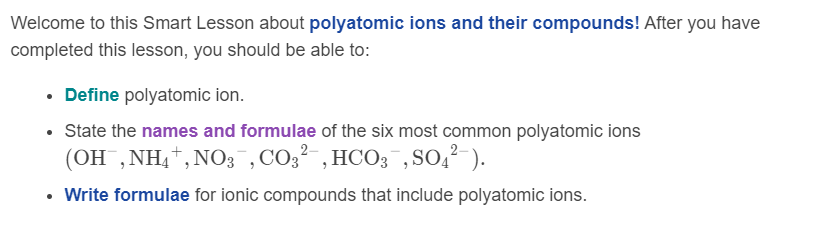 Welcome to this Smart Lesson about polyatomic ions and their compounds! After you have
completed this lesson, you should be able to:
• Define polyatomic ion.
• State the names and formulae of the six most common polyatomic ions
(OH⁻, NH₄⁺, NO₃⁻, CO₃²⁻, HCO₃⁻, SO₄²⁻).
• Write formulae for ionic compounds that include polyatomic ions.